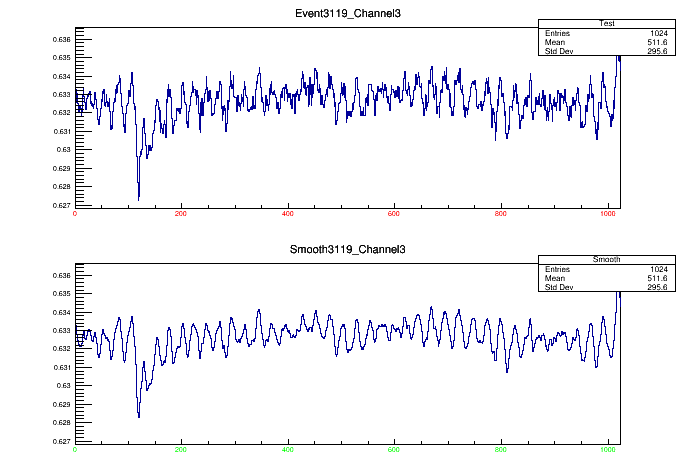 Event3119_Channel3
Test
Entries 1024
Mean 511.6
Std Dev 295.6
0.636
0.635
0.634
0.633
0.632
0.631
0.63
0.629
0.628
0.627
0 200 400 600 800 1000
Smooth3119_Channel3
Smooth
Entries 1024
Mean 511.6
Std Dev 295.6
0.636
0.635
0.634
0.633
0.632
0.631
0.63
0.629
0.628
0.627
0 200 400 600 800 1000